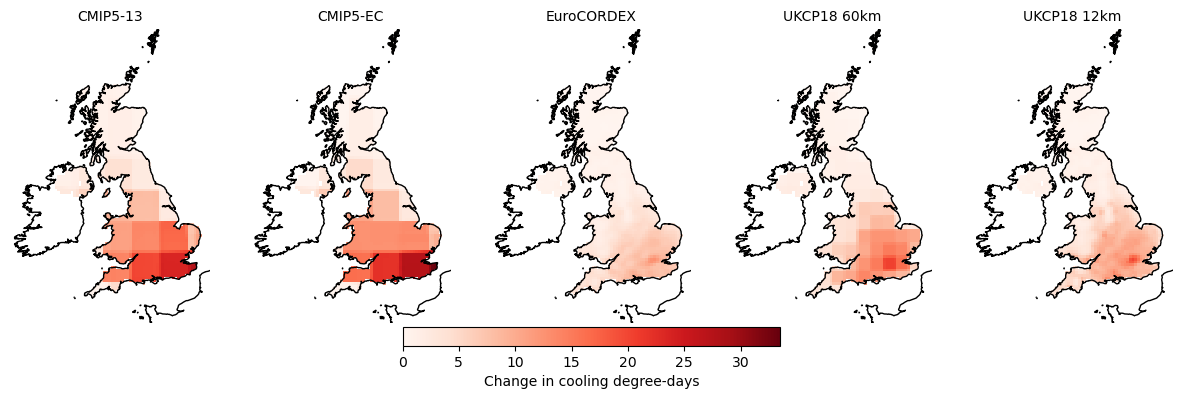 CMIP5-13 CMIP5-EC EuroCORDEX UKCP18 60km UKCP18 12km
0 5 10 15 20 25 30
Change in cooling degree-days